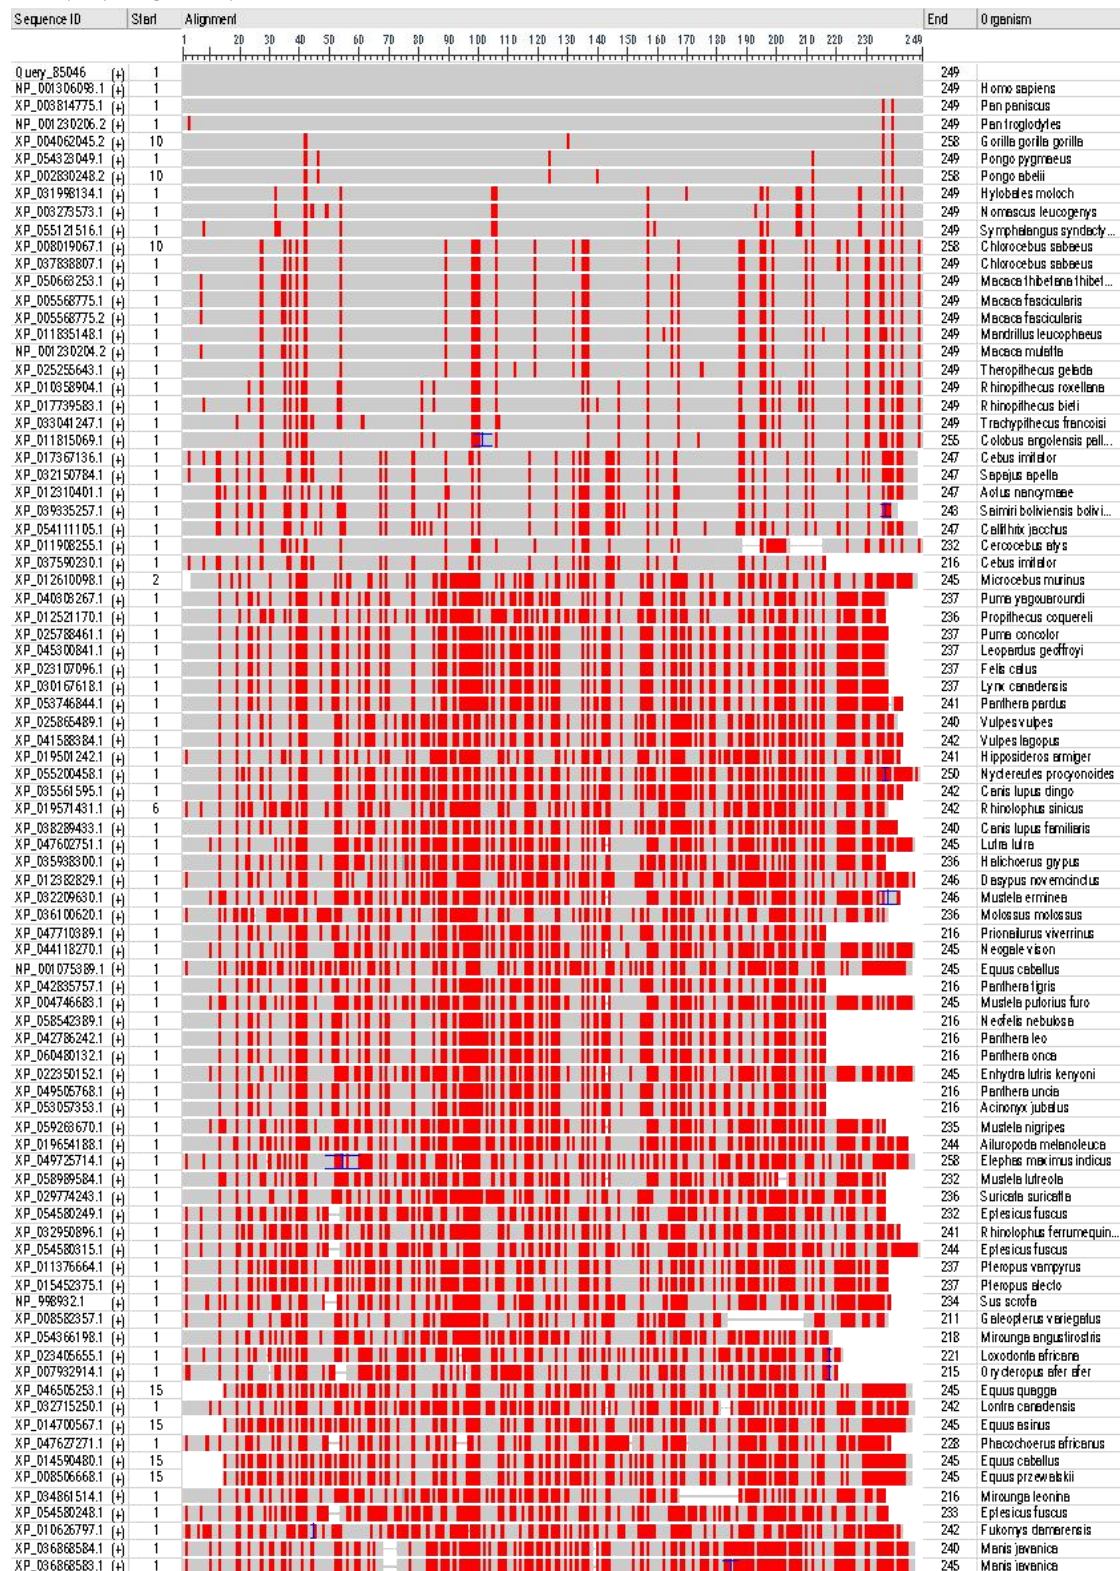 Sequence ID Start Alignment End Organism
1 10 20 30 40 50 60 70 80 90 100 110 120 130 140 150 160 170 180 190 200 210 220 230 249
Query_85046 (+) 1 249
NP_001306093.1 (+) 1 249 Homo sapiens
XP_003814775.1 (+) 1 249 Pan paniscus
NP_001230206.2 (+) 1 249 Pan troglodytes
XP_004062045.2 (+) 10 258 Gorilla gorilla gorilla
XP_054323049.1 (+) 1 249 Pongo pygmaeus
XP_002830248.2 (+) 10 258 Pongo abelii
XP_031998134.1 (+) 1 249 Hylobates moloch
XP_003273573.1 (+) 1 249 Nomascus leucogenys
XP_055121516.1 (+) 1 249 Symphalangus syndacty...
XP_008019067.1 (+) 10 258 Chlorocebus sabaeus
XP_037838807.1 (+) 1 249 Chlorocebus sabaeus
XP_050663253.1 (+) 1 249 Macaca thibetana thibet...
XP_005568775.1 (+) 1 249 Macaca fascicularis
XP_005568775.2 (+) 1 249 Macaca fascicularis
XP_011835148.1 (+) 1 249 Mandrillus leucophaeus
NP_001230204.2 (+) 1 249 Macaca mulatta
XP_025255643.1 (+) 1 249 Theropithecus gelada
XP_010358904.1 (+) 1 249 Rhinopithecus roxellana
XP_017739583.1 (+) 1 249 Rhinopithecus bieti
XP_033041247.1 (+) 1 249 Trachypithecus francoisi
XP_011815069.1 (+) 1 255 Colobus angolensis pall...
XP_017367136.1 (+) 1 247 Cebus imitator
XP_032150784.1 (+) 1 247 Sapajus apella
XP_012310401.1 (+) 1 247 Aotus nancymaae
XP_039335257.1 (+) 1 243 Saimiri boliviensis bolivi...
XP_054111105.1 (+) 1 247 Callithrix jacchus
XP_011908255.1 (+) 1 232 Cercocebus atys
XP_037590230.1 (+) 1 216 Cebus imitator
XP_012610098.1 (+) 2 245 Microcebus murinus
XP_040303267.1 (+) 1 237 Puma yagouaroundi
XP_012521170.1 (+) 1 236 Propithecus coquereli
XP_025788461.1 (+) 1 237 Puma concolor
XP_045300841.1 (+) 1 237 Leopardus geoffroyi
XP_023107096.1 (+) 1 237 Felis catus
XP_030167618.1 (+) 1 237 Lynx canadensis
XP_053746844.1 (+) 1 241 Panthera pardus
XP_025865489.1 (+) 1 240 Vulpes vulpes
XP_041588384.1 (+) 1 242 Vulpes lagopus
XP_019501242.1 (+) 1 241 Hipposideros armiger
XP_055200458.1 (+) 1 250 Nyctereutes procyonoides
XP_035561595.1 (+) 1 242 Canis lupus dingo
XP_019571431.1 (+) 6 242 Rhinolophus sinicus
XP_038289433.1 (+) 1 240 Canis lupus familiaris
XP_047602751.1 (+) 1 245 Lutra lutra
XP_035938300.1 (+) 1 236 Halichoerus grypus
XP_012382829.1 (+) 1 246 Dasypus novemcinctus
XP_032209630.1 (+) 1 246 Mustela erminea
XP_036100620.1 (+) 1 236 Molossus molossus
XP_047710389.1 (+) 1 216 Prionailurus viverrinus
XP_044118270.1 (+) 1 245 Neogale vison
NP_001075389.1 (+) 1 245 Equus caballus
XP_042835757.1 (+) 1 216 Panthera tigris
XP_004746683.1 (+) 1 245 Mustela putorius furo
XP_058542389.1 (+) 1 216 Neofelis nebulosa
XP_042786242.1 (+) 1 216 Panthera leo
XP_060480132.1 (+) 1 216 Panthera onca
XP_022350152.1 (+) 1 245 Enhydra lutris kenyoni
XP_049505768.1 (+) 1 216 Panthera uncia
XP_053057353.1 (+) 1 216 Acinonyx jubatus
XP_059263670.1 (+) 1 235 Mustela nigripes
XP_019654188.1 (+) 1 244 Ailuropoda melanoleuca
XP_049725714.1 (+) 1 258 Elephas maximus indicus
XP_058989584.1 (+) 1 232 Mustela lutreola
XP_029774243.1 (+) 1 236 Suricata suricatta
XP_054580249.1 (+) 1 232 Eptesicus fuscus
XP_032950896.1 (+) 1 241 Rhinolophus ferrumequin...
XP_054580315.1 (+) 1 244 Eptesicus fuscus
XP_011376664.1 (+) 1 237 Pteropus vampyrus
XP_015452375.1 (+) 1 237 Pteropus alecto
NP_998932.1 (+) 1 234 Sus scrofa
XP_008582357.1 (+) 1 211 Galeopterus variegatus
XP_054366198.1 (+) 1 218 Mirounga angustirostris
XP_023405655.1 (+) 1 221 Loxodonta africana
XP_007932914.1 (+) 1 215 Orycteropus afer afer
XP_046505253.1 (+) 15 245 Equus quagga
XP_032715250.1 (+) 1 242 Lontra canadensis
XP_014700567.1 (+) 15 245 Equus asinus
XP_047627271.1 (+) 1 228 Phacochoerus africanus
XP_014590480.1 (+) 15 245 Equus caballus
XP_008506668.1 (+) 15 245 Equus przewalskii
XP_034861514.1 (+) 1 216 Mirounga leonina
XP_054580248.1 (+) 1 233 Eptesicus fuscus
XP_010626797.1 (+) 1 242 Fukomys damarensis
XP_036868584.1 (+) 1 240 Manis javanica
XP_036868583.1 (+) 1 245 Manis javanica